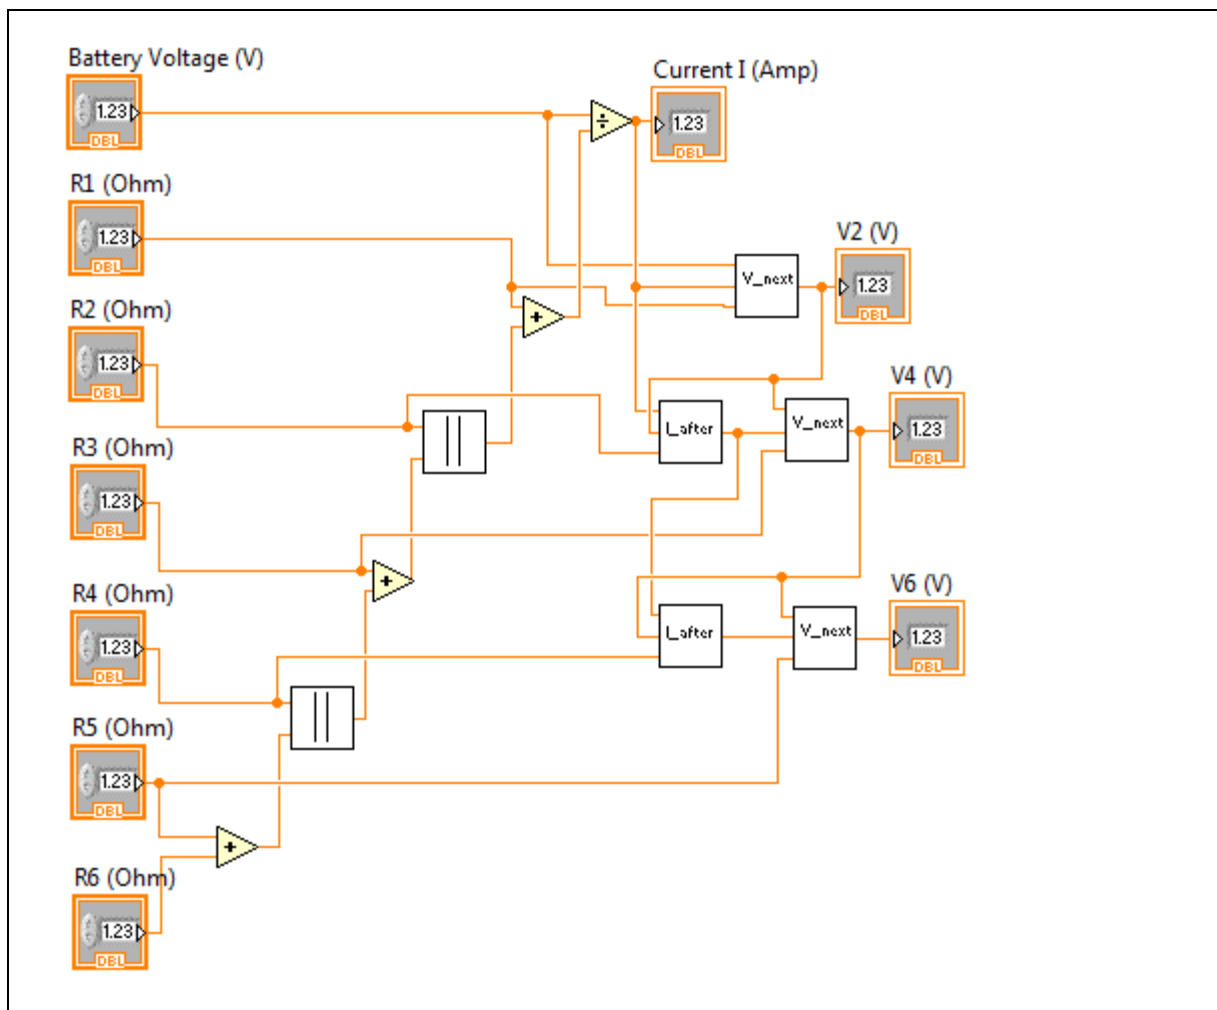 Battery Voltage (V)
1.23
DBL
÷
Current I (Amp)
1.23
DBL
R1 (Ohm)
1.23
DBL
V_next
V2 (V)
1.23
DBL
R2 (Ohm)
1.23
DBL
+
||
I_after
V_next
V4 (V)
1.23
DBL
R3 (Ohm)
1.23
DBL
+
R4 (Ohm)
1.23
DBL
||
I_after
V_next
V6 (V)
1.23
DBL
R5 (Ohm)
1.23
DBL
+
R6 (Ohm)
1.23
DBL